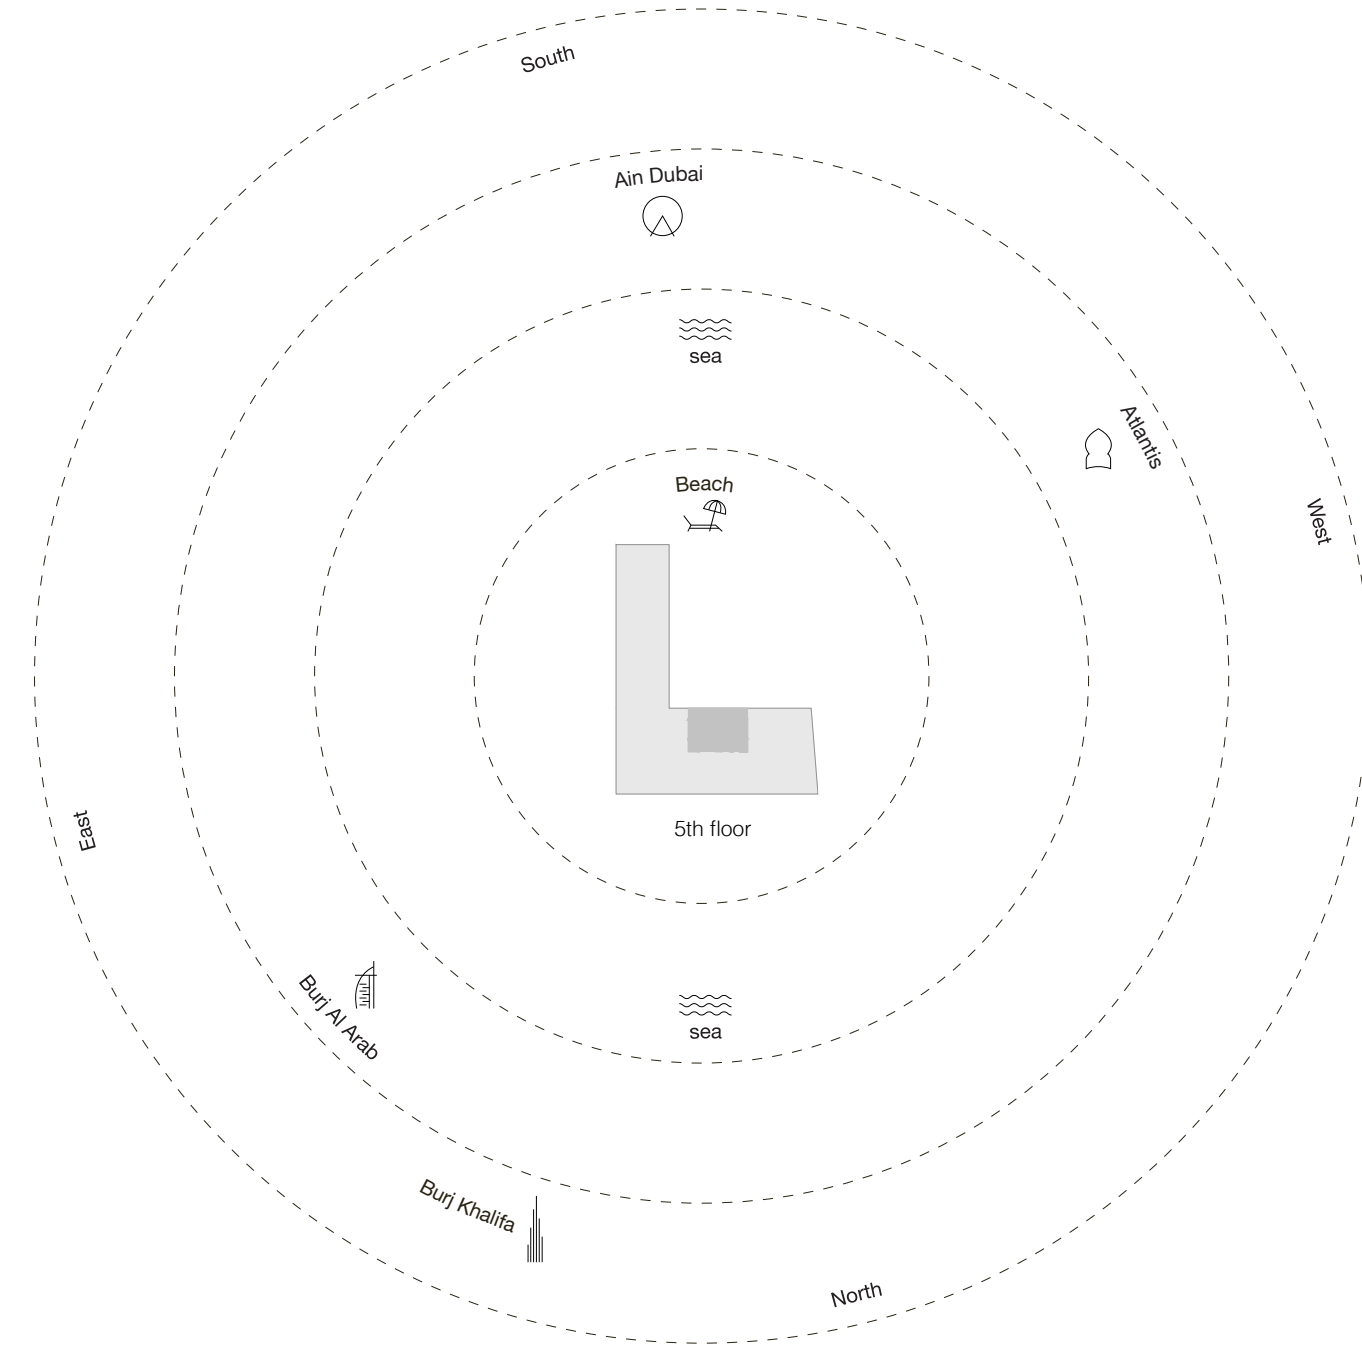 South
Ain Dubai
sea
Atlantis
Beach
West
East
5th floor
Burj Al Arab
sea
Burj Khalifa
North